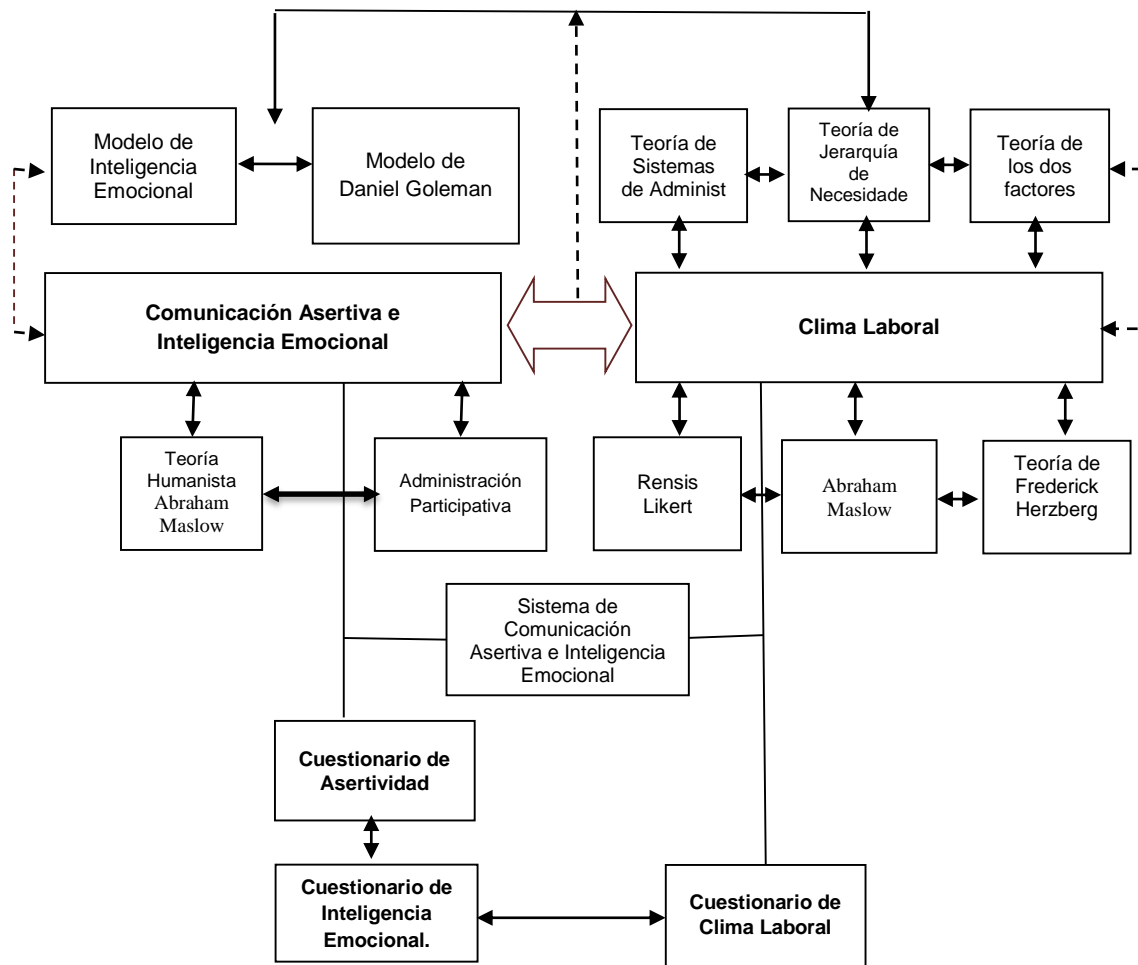 Modelo de
Inteligencia
Emocional
Modelo de
Daniel Goleman
Teoría de
Sistemas
de Administ
Teoría de
Jerarquía
de
Necesidade
Teoría de
los dos
factores
Comunicación Asertiva e
Inteligencia Emocional
Clima Laboral
Teoría
Humanista
Abraham
Maslow
Administración
Participativa
Rensis
Likert
Abraham
Maslow
Teoría de
Frederick
Herzberg
Sistema de
Comunicación
Asertiva e Inteligencia
Emocional
Cuestionario de
Asertividad
Cuestionario de
Inteligencia
Emocional.
Cuestionario de
Clima Laboral